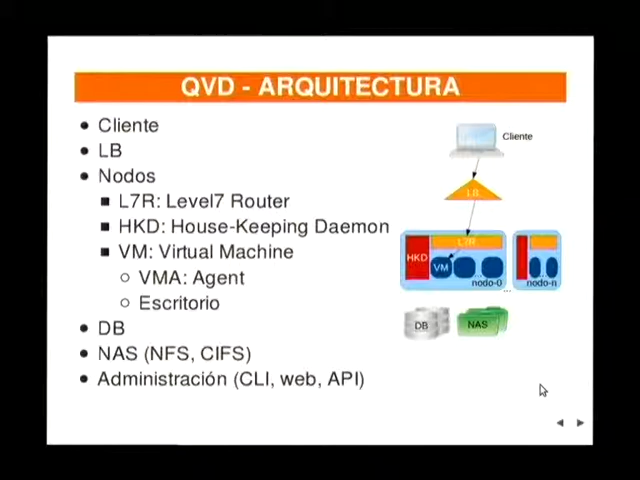 QVD - ARQUITECTURA
Cliente
LB
Nodos
L7R: Level7 Router
HKD: House-Keeping Daemon
VM: Virtual Machine
VMA: Agent
Escritorio
DB
NAS (NFS, CIFS)
Administración (CLI, web, API)
Cliente
LB
L7R
HKD
VM
nodo-0
...
nodo-n
DB
NAS